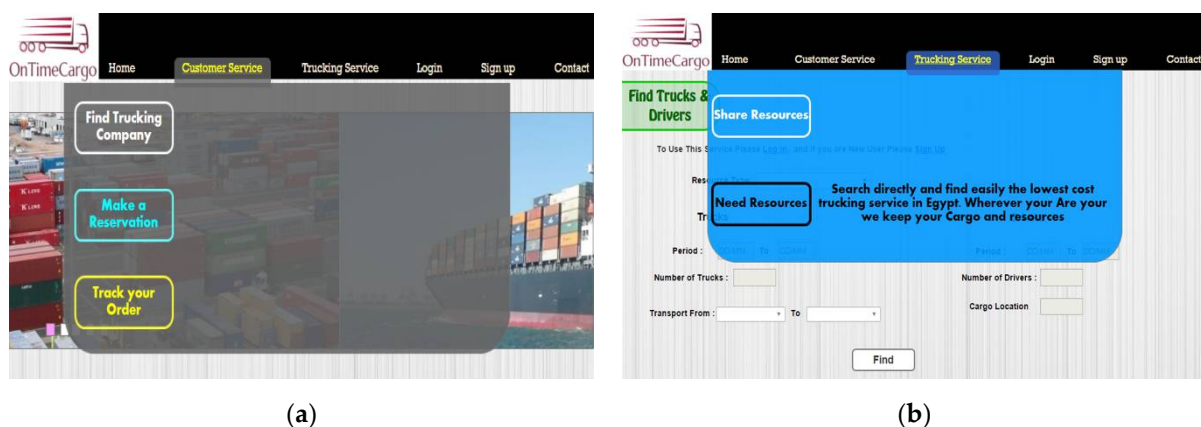 OnTimeCargo
Home Customer Service Trucking Service Login Sign up Contact
Find Trucking
Company
Make a
Reservation
Track your
Order
K LINE
K LINE
(a)
OnTimeCargo
Home Customer Service Trucking Service Login Sign up Contact
Find Trucks &
Drivers
Share Resources
To Use This Service Please Log In , and if you are New User Please Sign Up
Need Resources
Search directly and find easily the lowest cost
trucking service in Egypt. Wherever your Are your
we keep your Cargo and resources
Period : To Period : To
Number of Trucks : Number of Drivers :
Transport From : To Cargo Location
Find
(b)